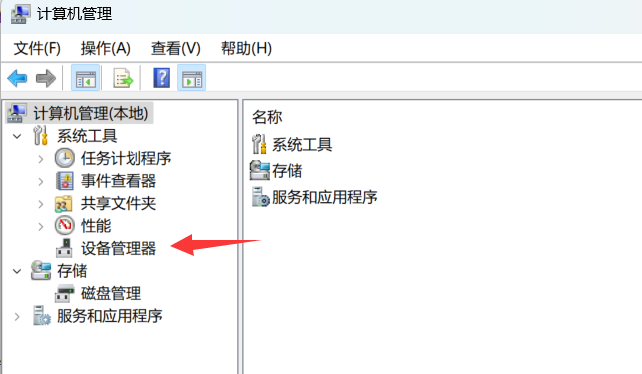 计算机管理
文件(F) 操作(A) 查看(V) 帮助(H)
计算机管理(本地)
系统工具
任务计划程序
事件查看器
共享文件夹
性能
设备管理器
存储
磁盘管理
服务和应用程序
名称
系统工具
存储
服务和应用程序